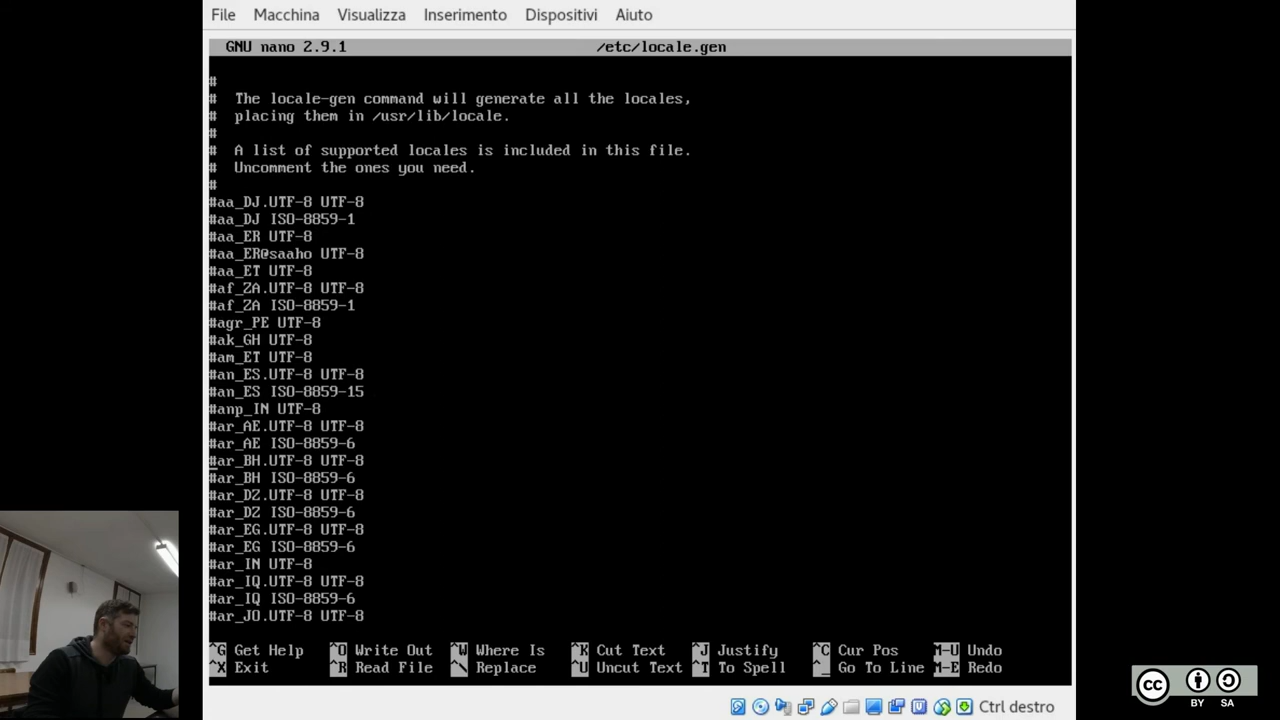 File Macchina Visualizza Inserimento Dispositivi Aiuto
GNU nano 2.9.1 /etc/locale.gen
#
# The locale-gen command will generate all the locales,
# placing them in /usr/lib/locale.
#
# A list of supported locales is included in this file.
# Uncomment the ones you need.
#
#aa_DJ.UTF-8 UTF-8
#aa_DJ ISO-8859-1
#aa_ER UTF-8
#aa_ER@saaho UTF-8
#aa_ET UTF-8
#af_ZA.UTF-8 UTF-8
#af_ZA ISO-8859-1
#agr_PE UTF-8
#ak_GH UTF-8
#am_ET UTF-8
#an_ES.UTF-8 UTF-8
#an_ES ISO-8859-15
#anp_IN UTF-8
#ar_AE.UTF-8 UTF-8
#ar_AE ISO-8859-6
#ar_BH.UTF-8 UTF-8
#ar_BH ISO-8859-6
#ar_DZ.UTF-8 UTF-8
#ar_DZ ISO-8859-6
#ar_EG.UTF-8 UTF-8
#ar_EG ISO-8859-6
#ar_IN UTF-8
#ar_IQ.UTF-8 UTF-8
#ar_IQ ISO-8859-6
#ar_JO.UTF-8 UTF-8
^G Get Help ^O Write Out ^W Where Is ^K Cut Text ^J Justify ^C Cur Pos M-U Undo
^X Exit ^R Read File ^\ Replace ^U Uncut Text ^T To Spell ^_ Go To Line M-E Redo
Ctrl destro
cc BY SA